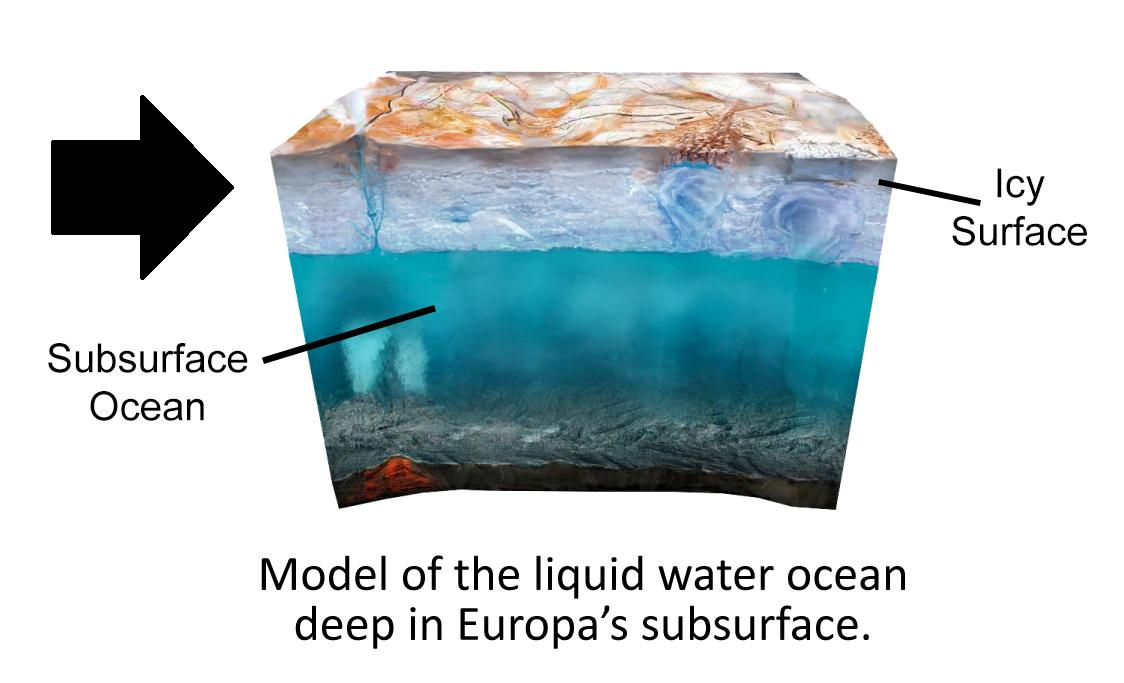 Icy
Surface
Subsurface
Ocean
Model of the liquid water ocean
deep in Europa’s subsurface.